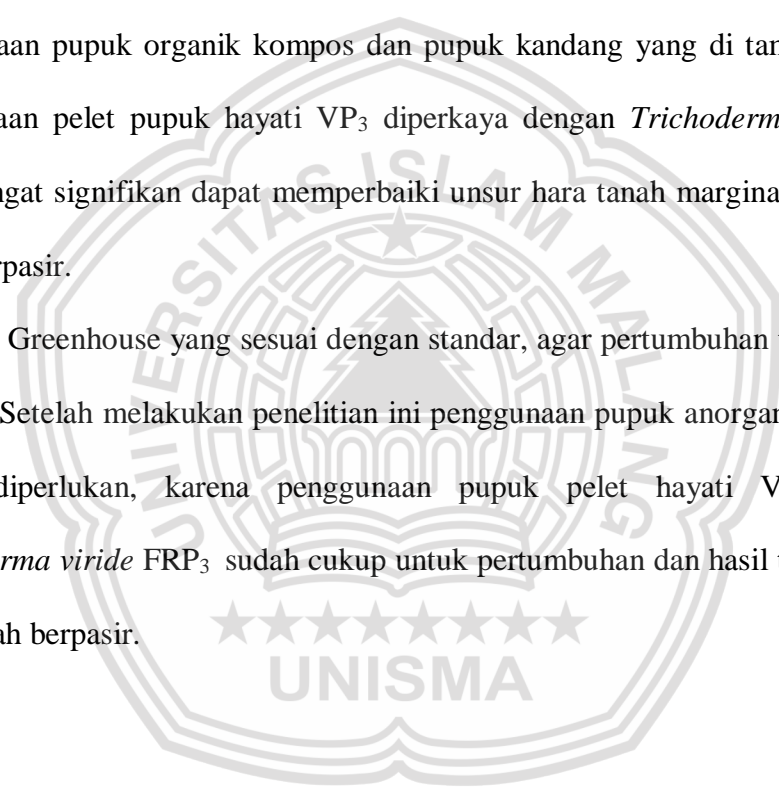 aan pupuk organik kompos dan pupuk kandang yang di tan
aan pelet pupuk hayati VP₃ diperkaya dengan Trichoderm
ngat signifikan dapat memperbaiki unsur hara tanah margina
rpasir.
Greenhouse yang sesuai dengan standar, agar pertumbuhan
Setelah melakukan penelitian ini penggunaan pupuk anorgan
diperlukan, karena penggunaan pupuk pelet hayati V
rma viride FRP₃ sudah cukup untuk pertumbuhan dan hasil
ah berpasir.
UNIVERSITAS ISLAM MALANG
UNISMA